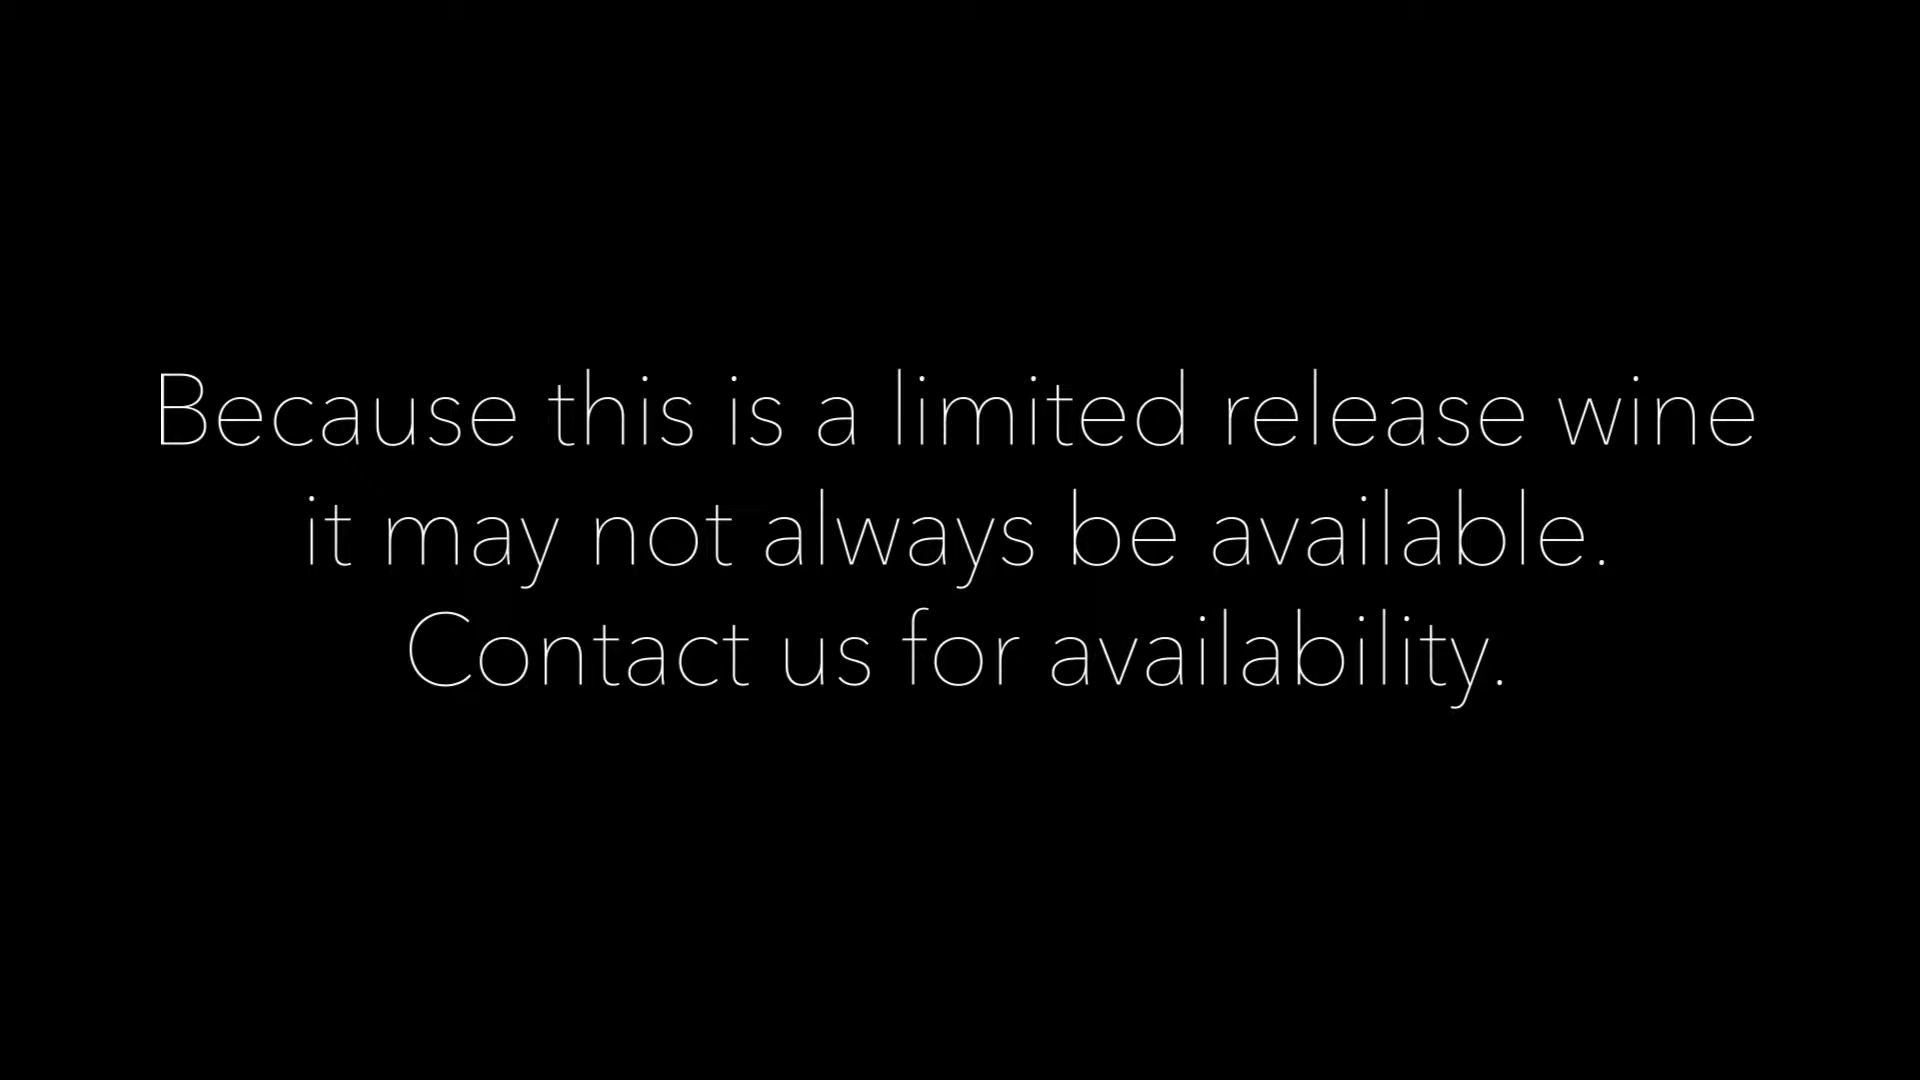 Because this is a limited release wine
it may not always be available.
Contact us for availability.